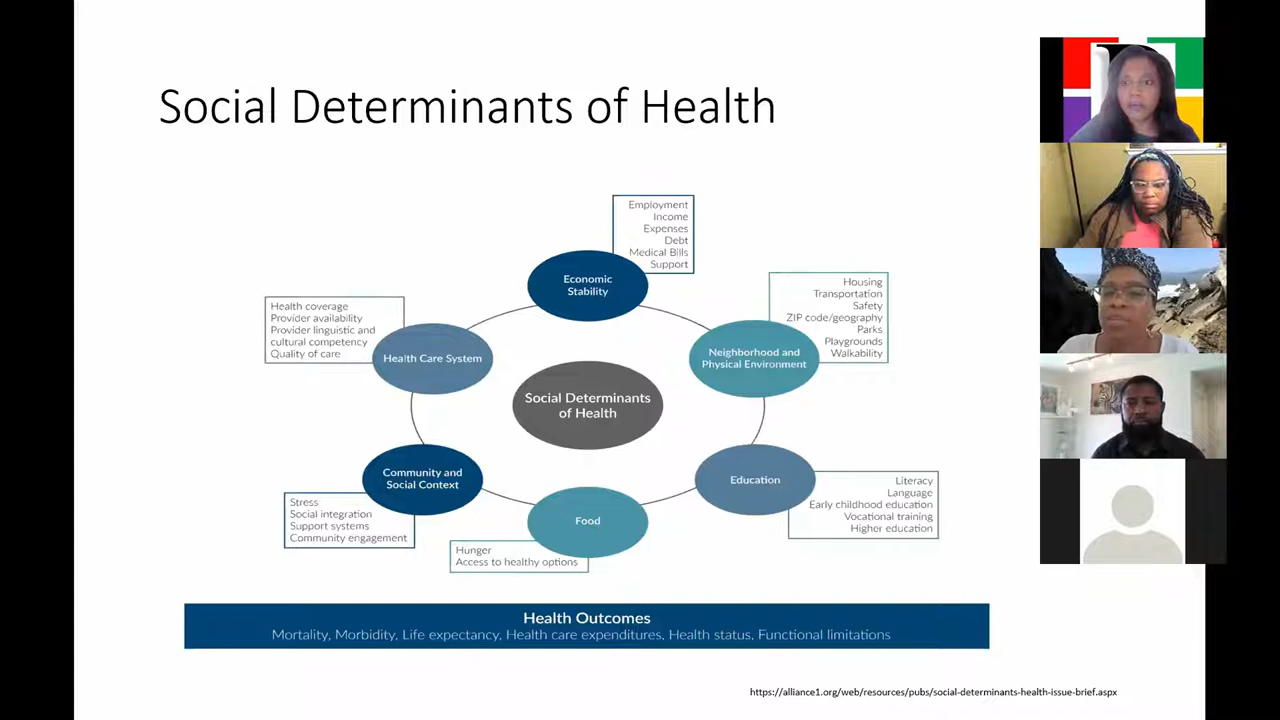 Social Determinants of Health
Employment
Income
Expenses
Debt
Medical Bills
Support
Economic
Stability
Housing
Transportation
Safety
ZIP code/geography
Parks
Playgrounds
Walkability
Neighborhood and
Physical Environment
Health coverage
Provider availability
Provider linguistic and
cultural competency
Quality of care
Health Care System
Social Determinants
of Health
Community and
Social Context
Stress
Social integration
Support systems
Community engagement
Food
Hunger
Access to healthy options
Education
Literacy
Language
Early childhood education
Vocational training
Higher education
Health Outcomes
Mortality, Morbidity, Life expectancy, Health care expenditures, Health status, Functional limitations
https://alliance1.org/web/resources/pubs/social-determinants-health-issue-brief.aspx